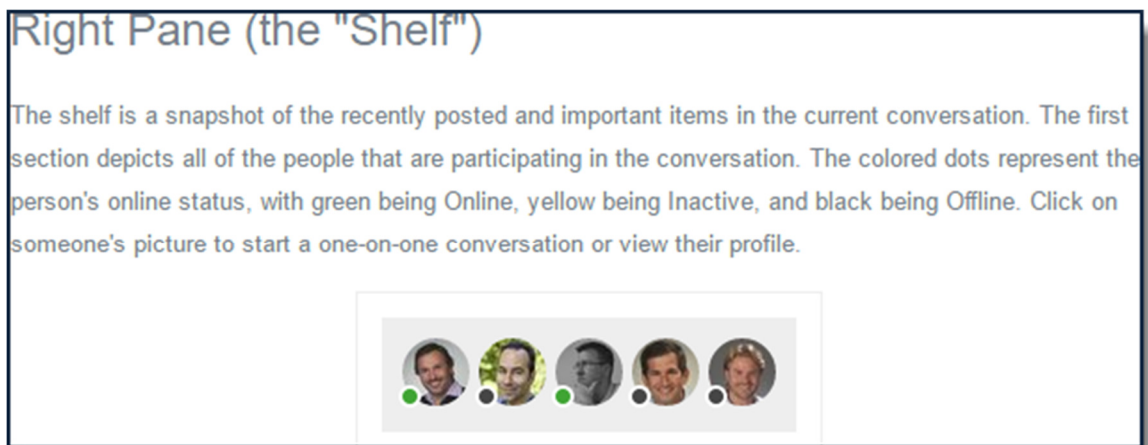 Right Pane (the "Shelf")
The shelf is a snapshot of the recently posted and important items in the current conversation. The first
section depicts all of the people that are participating in the conversation. The colored dots represent the
person's online status, with green being Online, yellow being Inactive, and black being Offline. Click on
someone's picture to start a one-on-one conversation or view their profile.